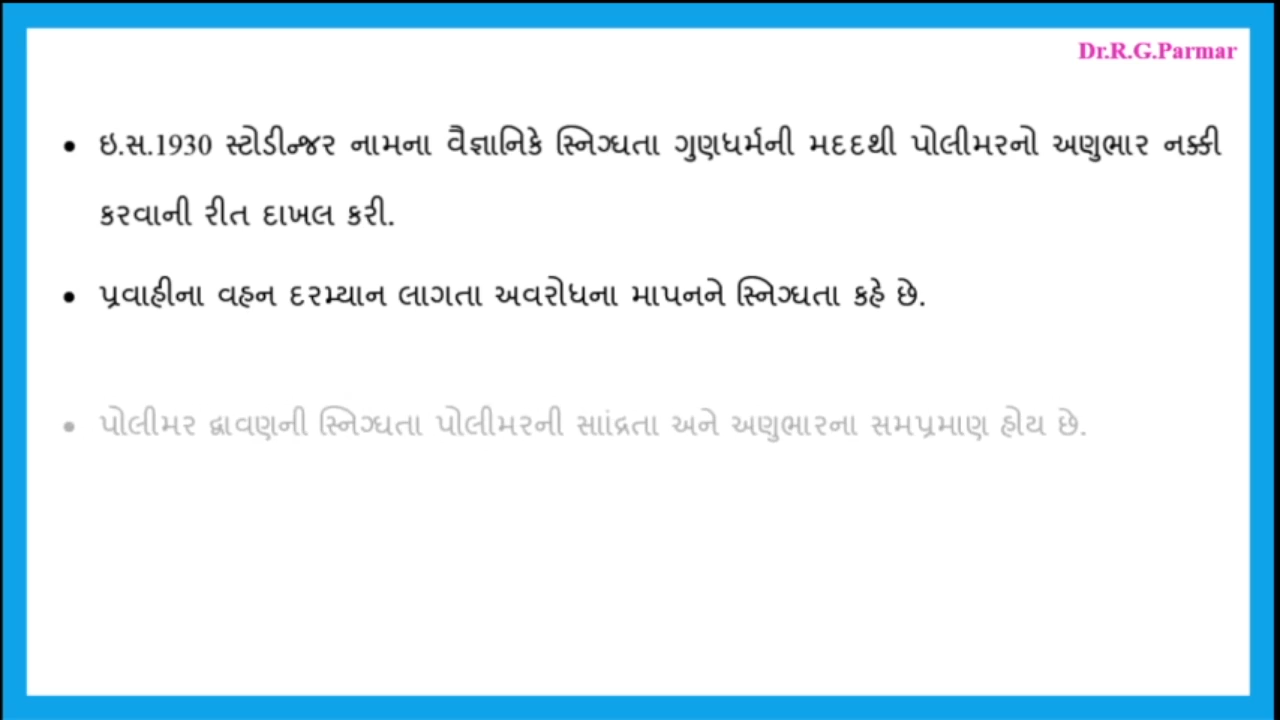 Dr.R.G.Parmar
• ઇ.સ.1930 સ્ટોડીન્જર નામના વૈજ્ઞાનિકે સ્નિગ્ધતા ગુણધર્મની મદદથી પોલીમરનો અણુભાર નક્કી
કરવાની રીત દાખલ કરી.
• પ્રવાહીના વહન દરમ્યાન લાગતા અવરોધના માપનને સ્નિગ્ધતા કહે છે.
• પોલીમર દ્વાવણની સ્નિગ્ધતા પોલીમરની સાાંદ્રતા અને અણુભારના સમપ્રમાણ હોય છે.